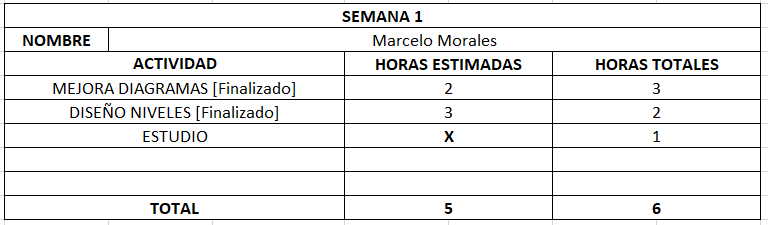 SEMANA 1
NOMBRE Marcelo Morales
ACTIVIDAD HORAS ESTIMADAS HORAS TOTALES
MEJORA DIAGRAMAS [Finalizado] 2 3
DISEÑO NIVELES [Finalizado] 3 2
ESTUDIO X 1
TOTAL 5 6